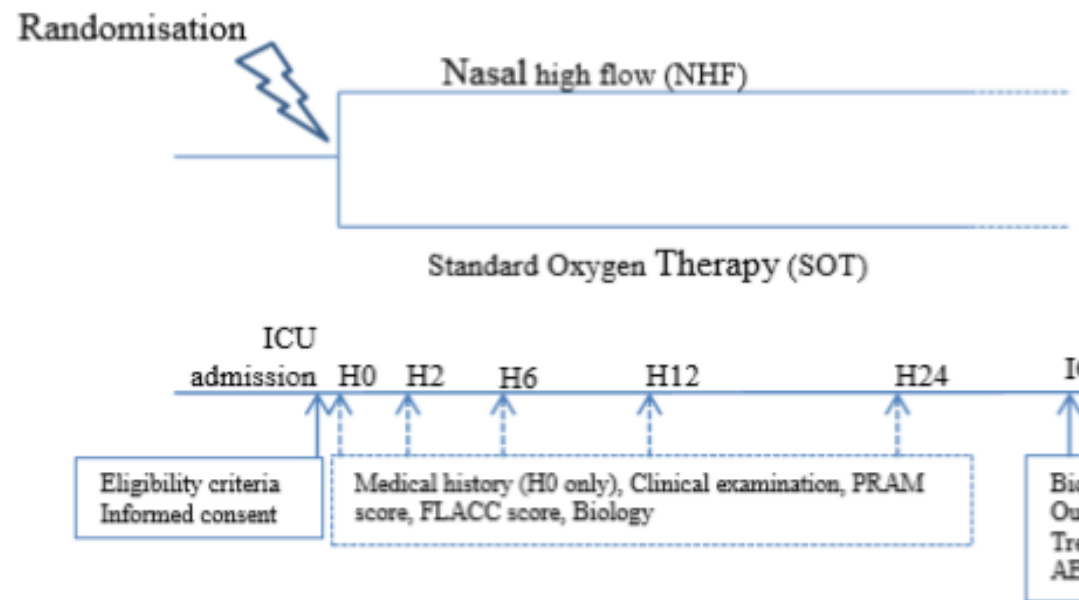 Randomisation
Nasal high flow (NHF)
Standard Oxygen Therapy (SOT)
ICU
admission H0 H2 H6 H12 H24
Eligibility criteria
Informed consent
Medical history (H0 only), Clinical examination, PRAM
score, FLACC score, Biology